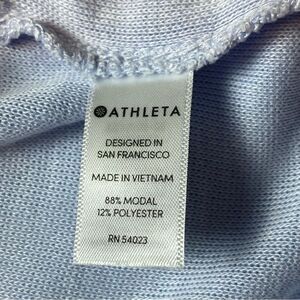 ATHLETA
DESIGNED IN
SAN FRANCISCO
MADE IN VIETNAM
88% MODAL
12% POLYESTER
RN 54023